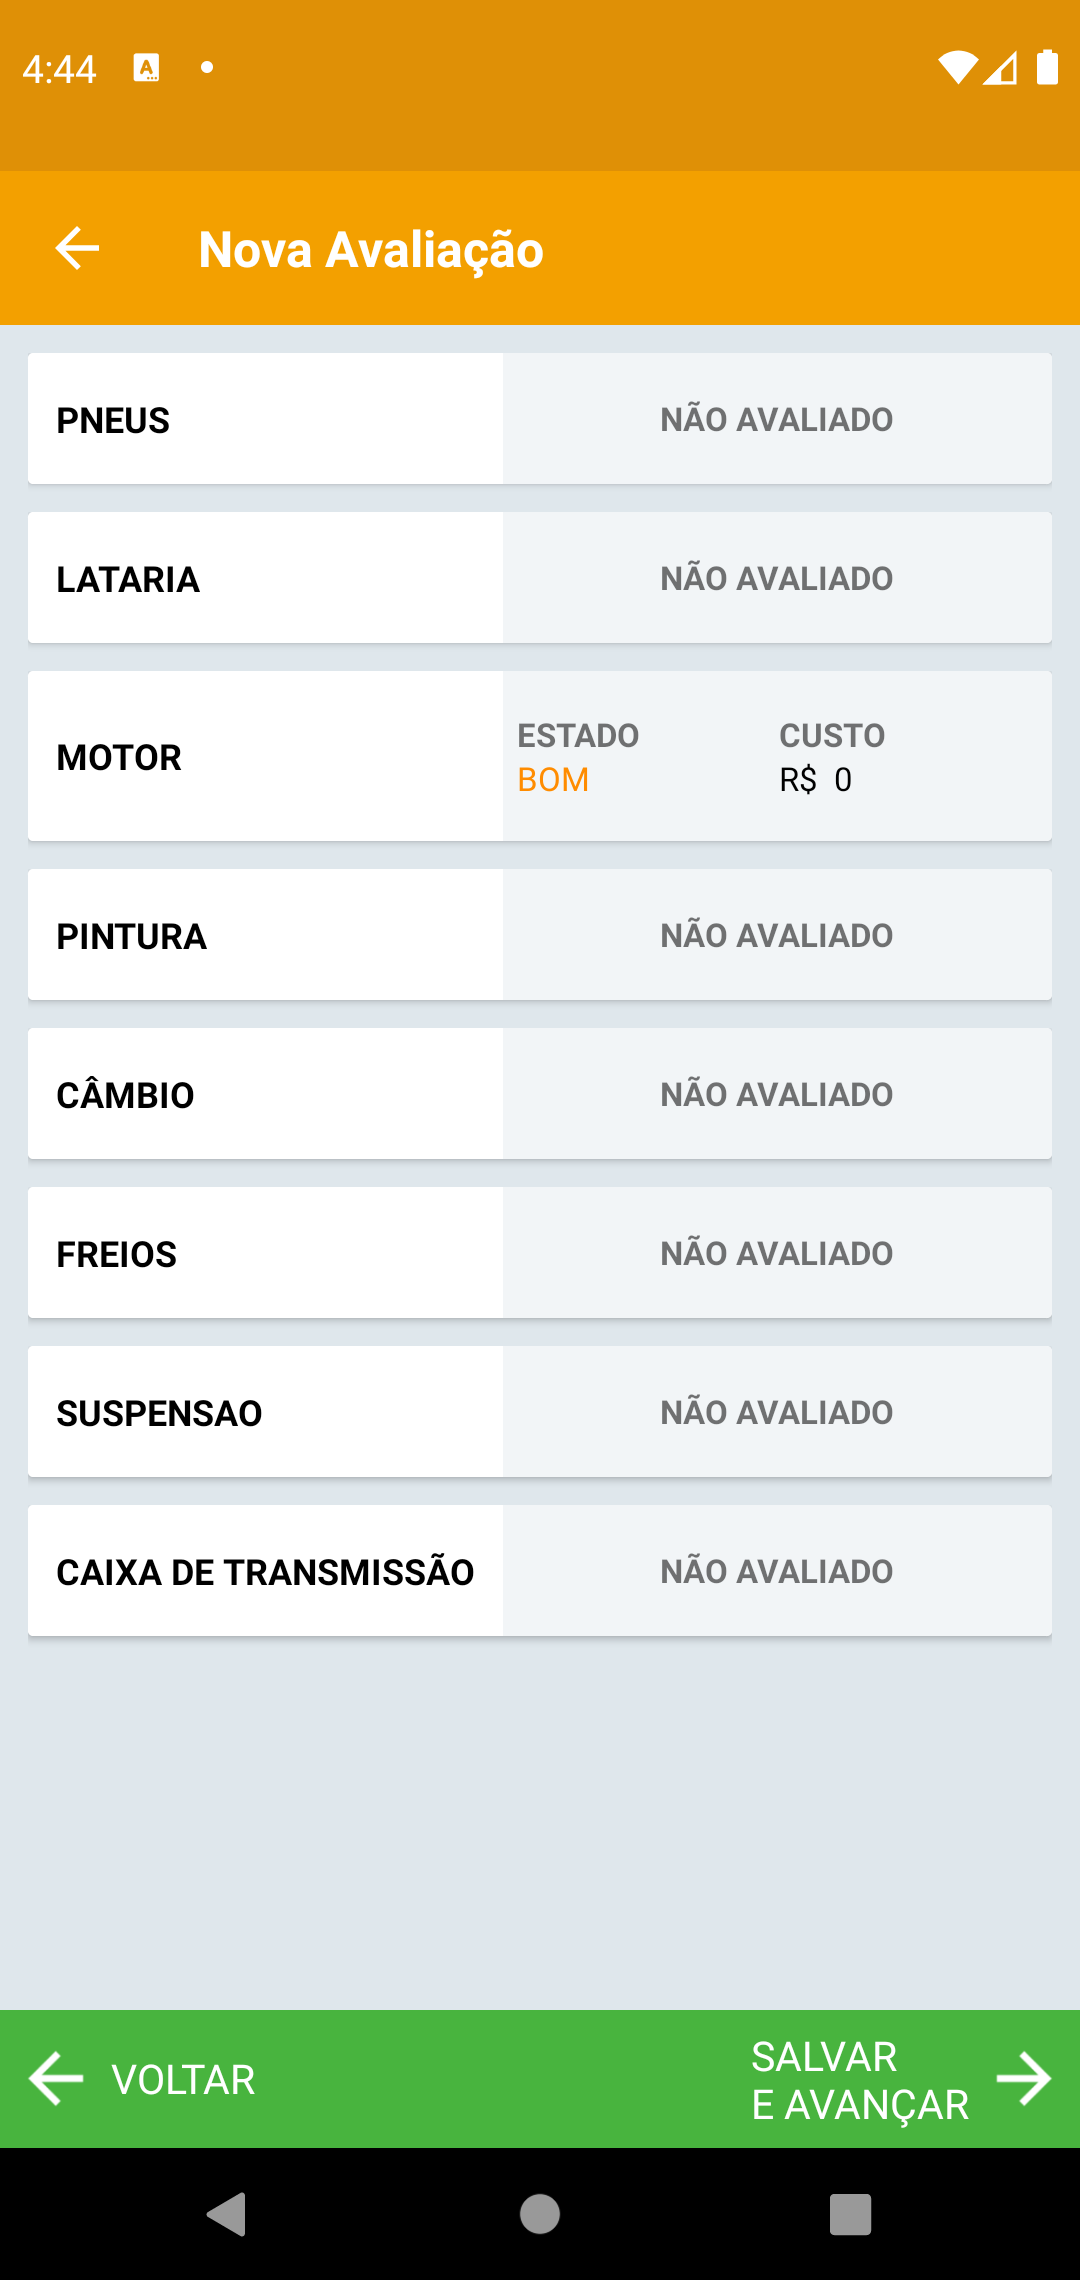 4:44
Nova Avaliação
PNEUS NÃO AVALIADO
LATARIA NÃO AVALIADO
MOTOR
ESTADO CUSTO
BOM R$ 0
PINTURA NÃO AVALIADO
CÂMBIO NÃO AVALIADO
FREIOS NÃO AVALIADO
SUSPENSAO NÃO AVALIADO
CAIXA DE TRANSMISSÃO NÃO AVALIADO
VOLTAR
SALVAR
E AVANÇAR